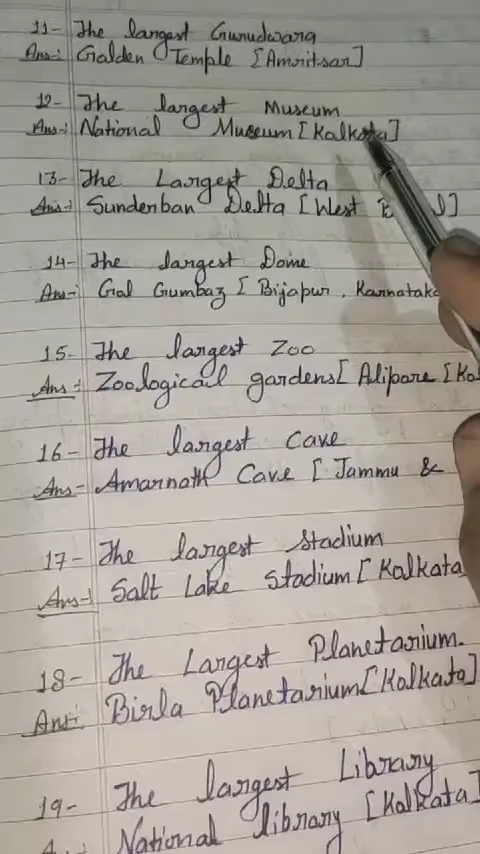 11- The largest Gurudwara
Ans-: Galden Temple [Amritsar]
12- The largest Museum
Ans-: National Museum [Kolkata]
13- The Largest Delta
Ans-: Sunderban Delta [West B l]
14- The largest Dome
Ans-: Gol Gumbaz [Bijapur, Karnataka
15- The largest Zoo
Ans-: Zoological gardens [Alipore [Ko
16- The largest Cave
Ans- Amarnath Cave [Jammu &
17- The largest Stadium
Ans-: Salt Lake Stadium [Kolkata
18- The Largest Planetarium.
Ans-: Birla Planetarium [Kolkata]
19- The largest Library
A National library [Kolkata]